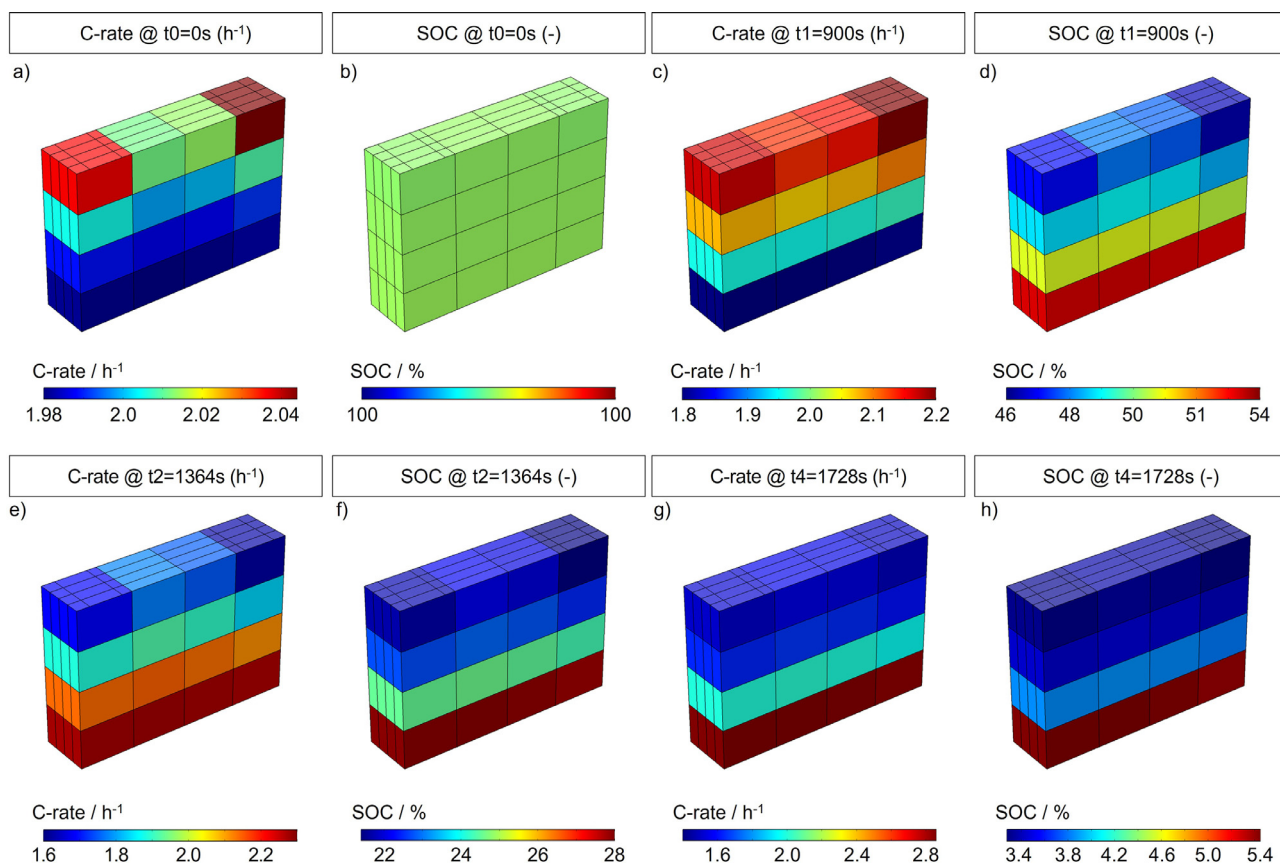 C-rate @ t0=0s (h⁻¹)
SOC @ t0=0s (-)
C-rate @ t1=900s (h⁻¹)
SOC @ t1=900s (-)
a)
b)
c)
d)
C-rate / h⁻¹
1.98 2.0 2.02 2.04
SOC / %
100 100
C-rate / h⁻¹
1.8 1.9 2.0 2.1 2.2
SOC / %
46 48 50 51 54
C-rate @ t2=1364s (h⁻¹)
SOC @ t2=1364s (-)
C-rate @ t4=1728s (h⁻¹)
SOC @ t4=1728s (-)
e)
f)
g)
h)
C-rate / h⁻¹
1.6 1.8 2.0 2.2
SOC / %
22 24 26 28
C-rate / h⁻¹
1.6 2.0 2.4 2.8
SOC / %
3.4 3.8 4.2 4.6 5.0 5.4